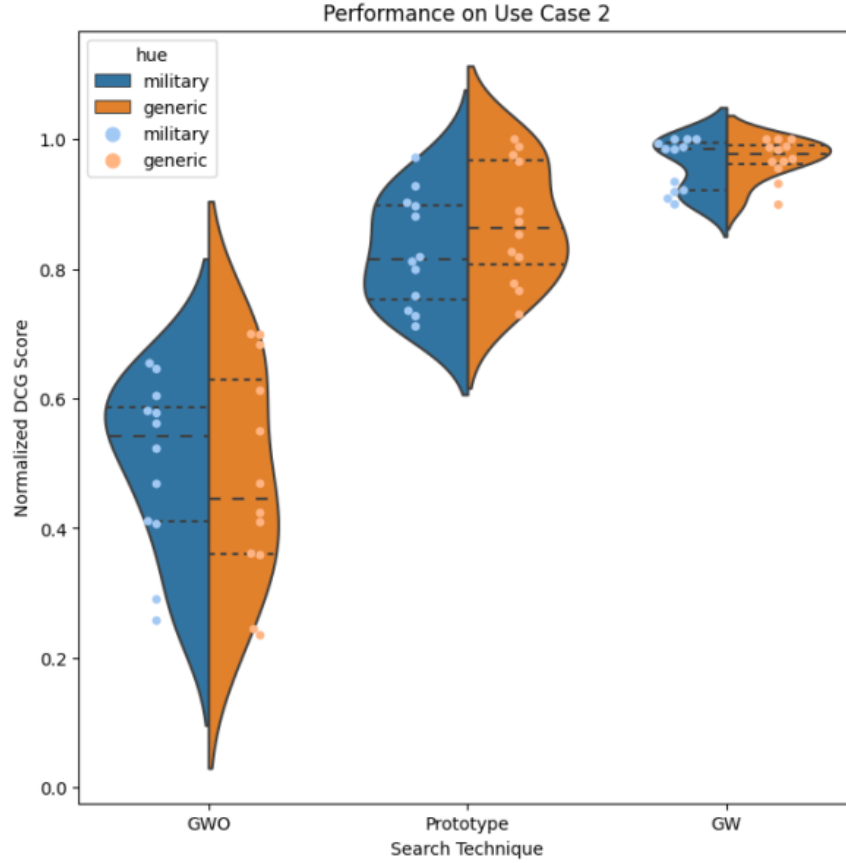 Performance on Use Case 2
hue
military
generic
military
generic
Normalized DCG Score
1.0
0.8
0.6
0.4
0.2
0.0
GWO Prototype GW
Search Technique